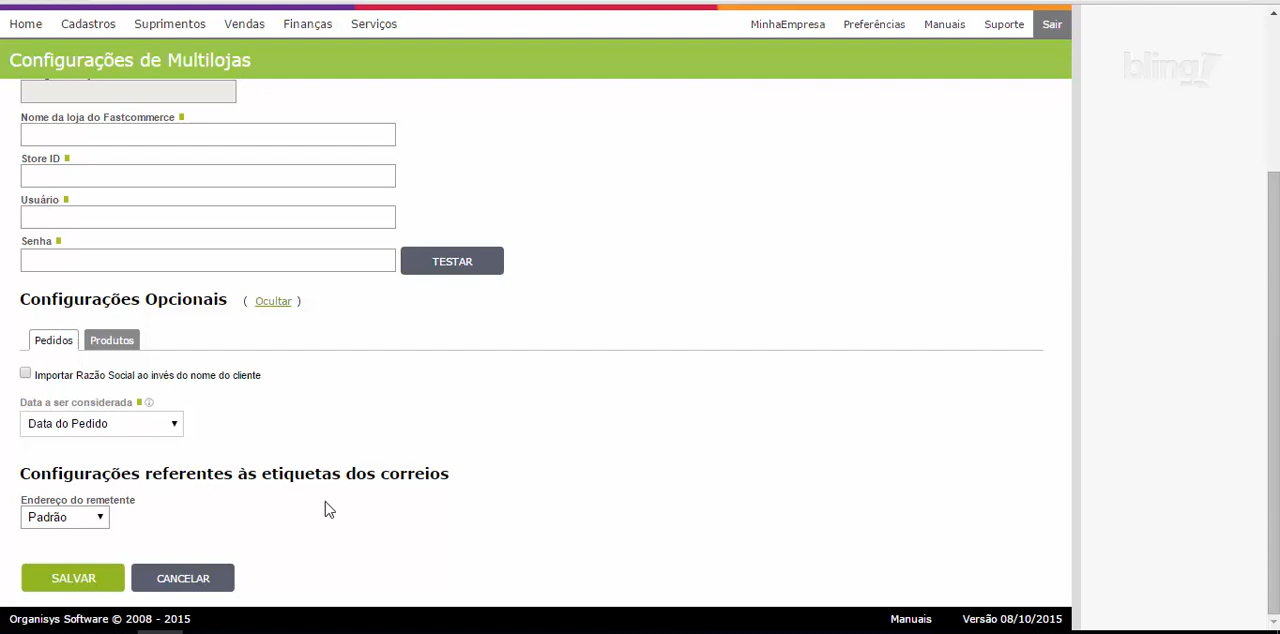 Home Cadastros Suprimentos Vendas Finanças Serviços MinhaEmpresa Preferências Manuais Suporte Sair
Configurações de Multilojas
bling
Nome da loja do Fastcommerce
Store ID
Usuário
Senha
TESTAR
Configurações Opcionais ( Ocultar )
Pedidos Produtos
Importar Razão Social ao invés do nome do cliente
Data a ser considerada
Data do Pedido
Configurações referentes às etiquetas dos correios
Endereço do remetente
Padrão
SALVAR CANCELAR
Organisys Software © 2008 - 2015 Manuais Versão 08/10/2015